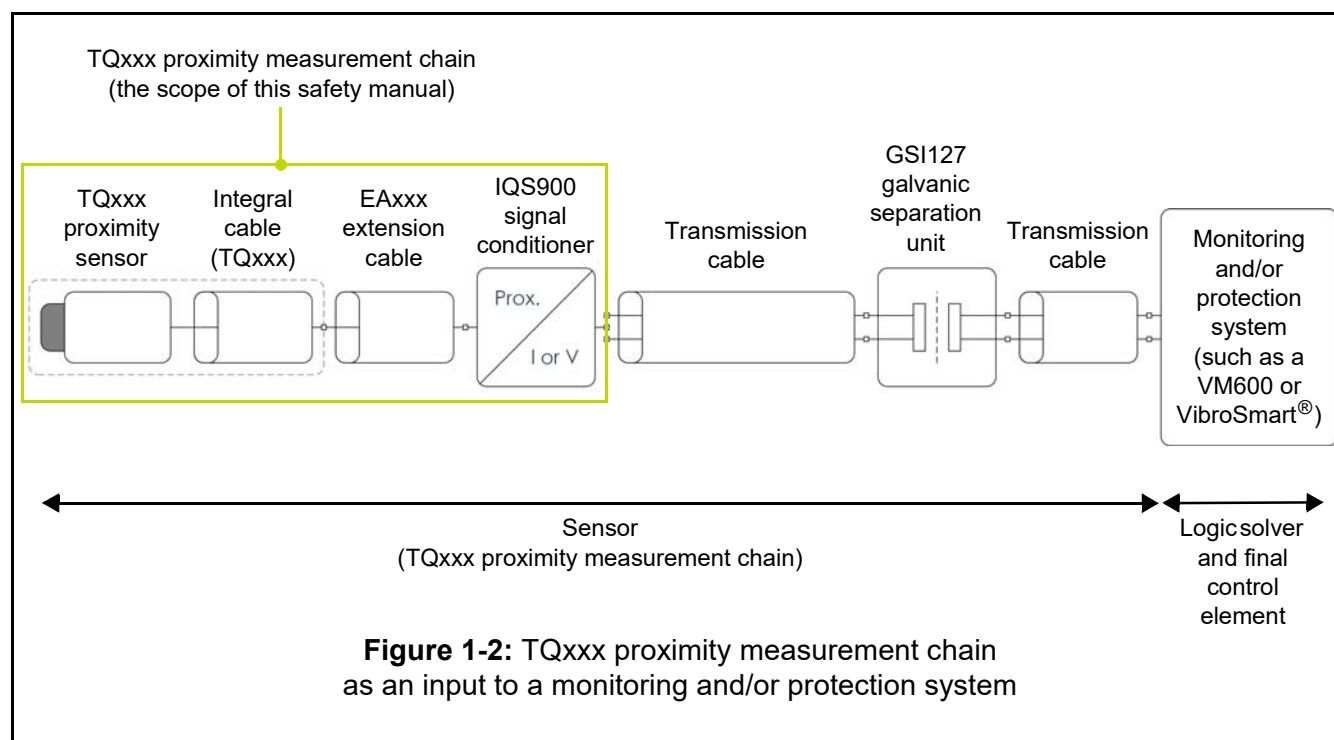 TQxxx proximity measurement chain
(the scope of this safety manual)
TQxxx
proximity
sensor
Integral
cable
(TQxxx)
EAxxx
extension
cable
IQS900
signal
conditioner
Transmission
cable
GSI127
galvanic
separation
unit
Transmission
cable
Monitoring
and/or
protection
system
(such as a
VM600 or
VibroSmart®)
Prox.
I or V
Sensor
(TQxxx proximity measurement chain)
Logic solver
and final
control
element
Figure 1-2: TQxxx proximity measurement chain
as an input to a monitoring and/or protection system